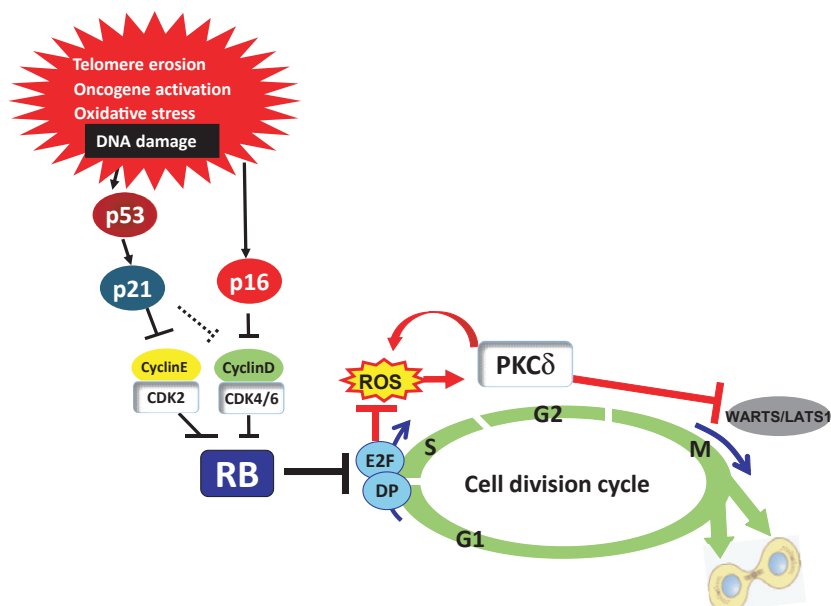 Telomere erosion
Oncogene activation
Oxidative stress
DNA damage
p53
p21
p16
CyclinE
CyclinD
CDK2
CDK4/6
RB
ROS
PKCδ
WARTS/LATS1
E2F
DP
S
G2
M
G1
Cell division cycle